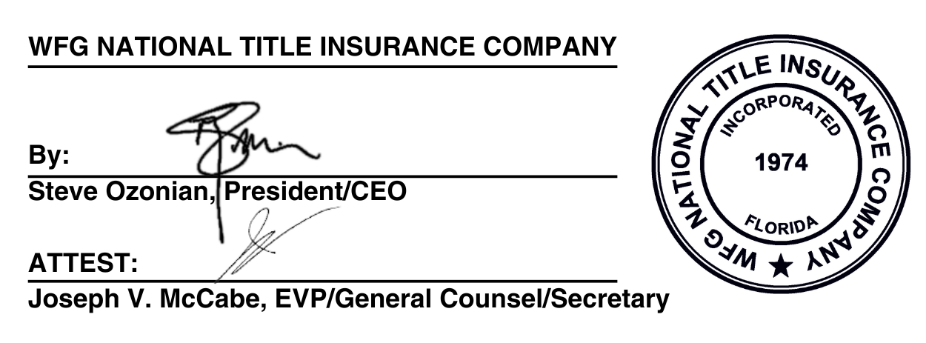 WFG NATIONAL TITLE INSURANCE COMPANY
By:
Steve Ozonian, President/CEO
ATTEST:
Joseph V. McCabe, EVP/General Counsel/Secretary
WFG NATIONAL TITLE INSURANCE COMPANY
INCORPORATED
1974
FLORIDA